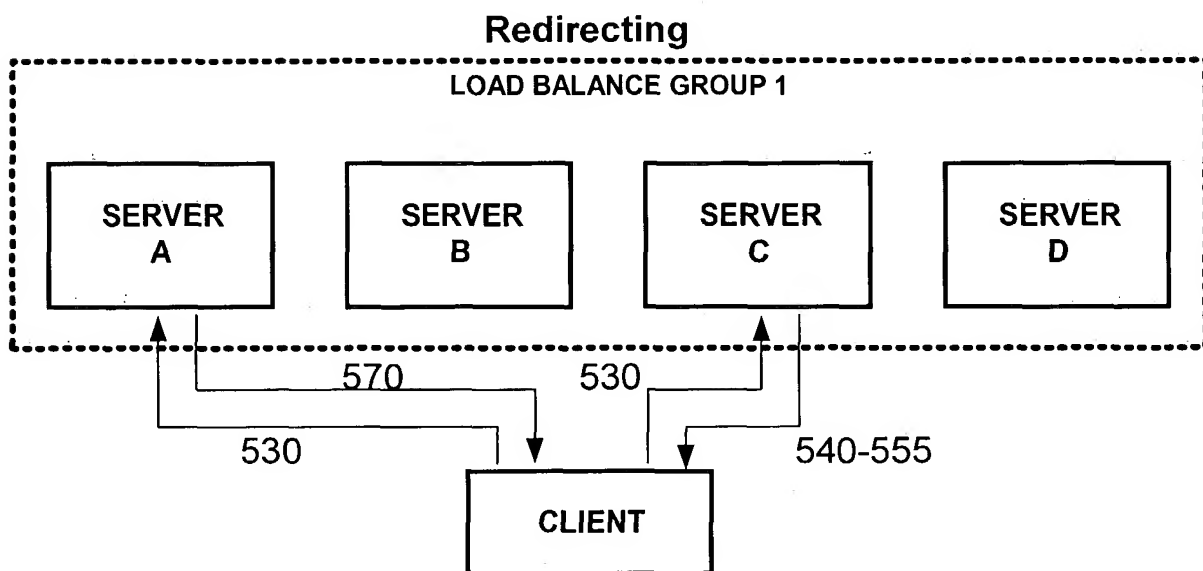 Redirecting
LOAD BALANCE GROUP 1
SERVER
A
SERVER
B
SERVER
C
SERVER
D
570
530
530
540-555
CLIENT